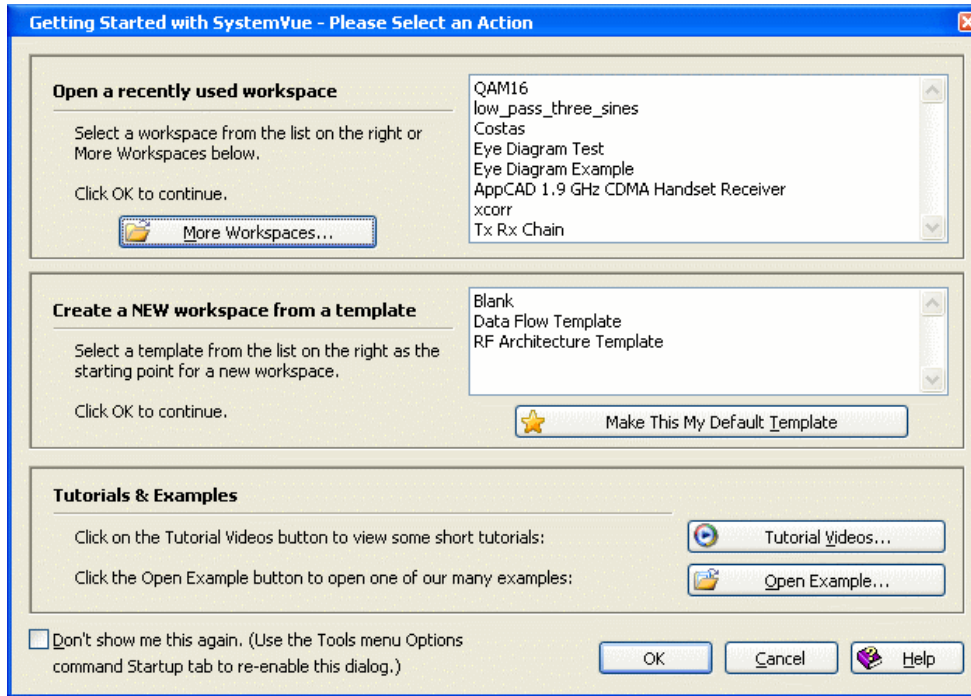 Getting Started with SystemVue - Please Select an Action
Open a recently used workspace
Select a workspace from the list on the right or
More Workspaces below.
Click OK to continue.
More Workspaces...
QAM16
low_pass_three_sines
Costas
Eye Diagram Test
Eye Diagram Example
AppCAD 1.9 GHz CDMA Handset Receiver
xcorr
Tx Rx Chain
Create a NEW workspace from a template
Select a template from the list on the right as the
starting point for a new workspace.
Click OK to continue.
Blank
Data Flow Template
RF Architecture Template
Make This My Default Template
Tutorials & Examples
Click on the Tutorial Videos button to view some short tutorials:
Tutorial Videos...
Click the Open Example button to open one of our many examples:
Open Example...
Don't show me this again. (Use the Tools menu Options
command Startup tab to re-enable this dialog.)
OK
Cancel
Help